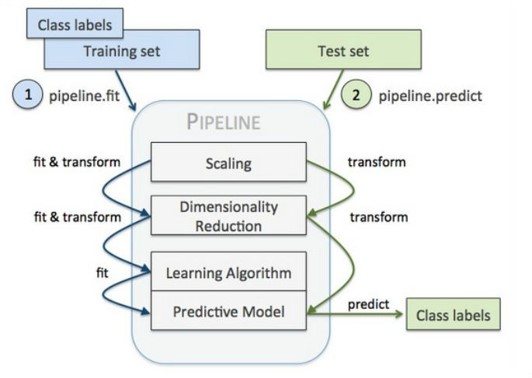 Class labels
Training set
Test set
1 pipeline.fit
2 pipeline.predict
PIPELINE
fit & transform
Scaling
transform
fit & transform
Dimensionality
Reduction
transform
fit
Learning Algorithm
Predictive Model
predict
Class labels